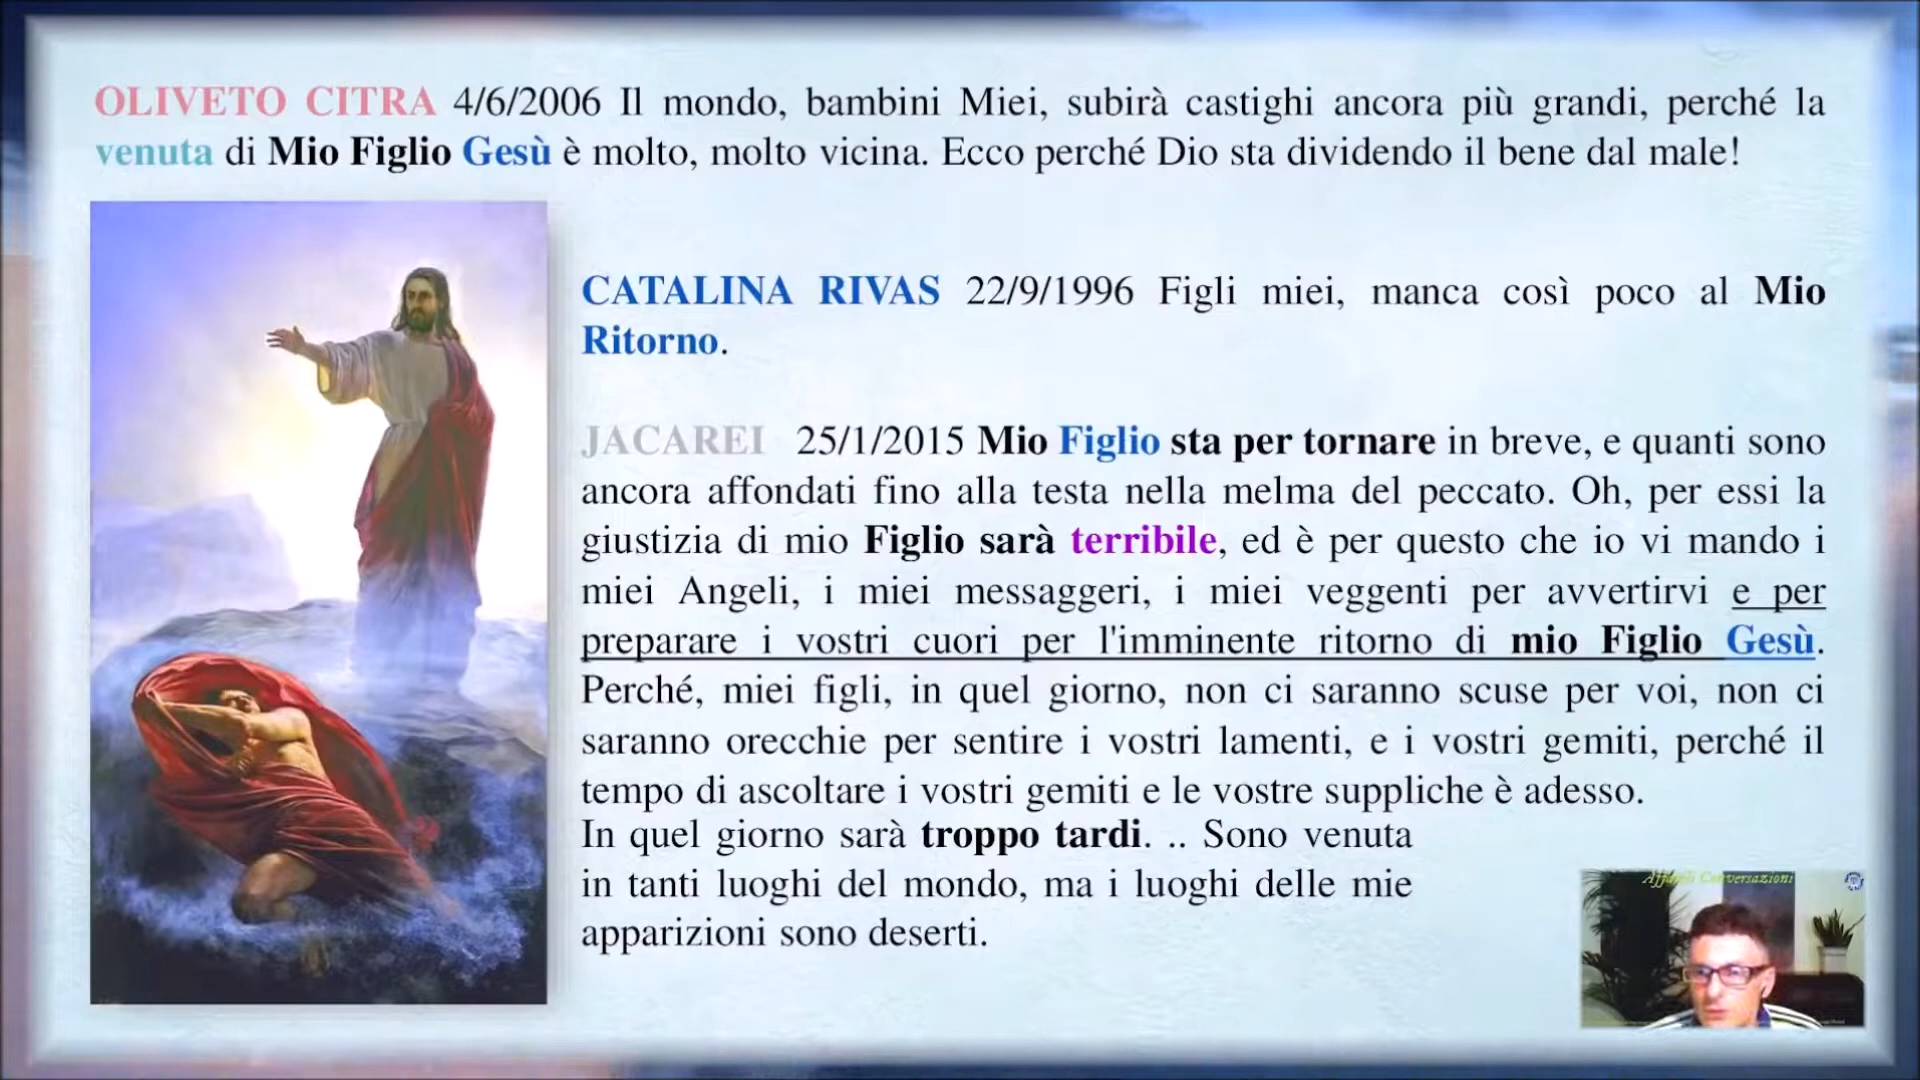 OLIVETO CITRA 4/6/2006 Il mondo, bambini Miei, subirà castighi ancora più grandi, perché la
venuta di Mio Figlio Gesù è molto, molto vicina. Ecco perché Dio sta dividendo il bene dal male!
CATALINA RIVAS 22/9/1996 Figli miei, manca così poco al Mio
Ritorno.
JACAREI 25/1/2015 Mio Figlio sta per tornare in breve, e quanti sono
ancora affondati fino alla testa nella melma del peccato. Oh, per essi la
giustizia di mio Figlio sarà terribile, ed è per questo che io vi mando i
miei Angeli, i miei messaggeri, i miei veggenti per avvertirvi e per
preparare i vostri cuori per l'imminente ritorno di mio Figlio Gesù.
Perché, miei figli, in quel giorno, non ci saranno scuse per voi, non ci
saranno orecchie per sentire i vostri lamenti, e i vostri gemiti, perché il
tempo di ascoltare i vostri gemiti e le vostre suppliche è adesso.
In quel giorno sarà troppo tardi. .. Sono venuta
in tanti luoghi del mondo, ma i luoghi delle mie
apparizioni sono deserti.
Conversazioni